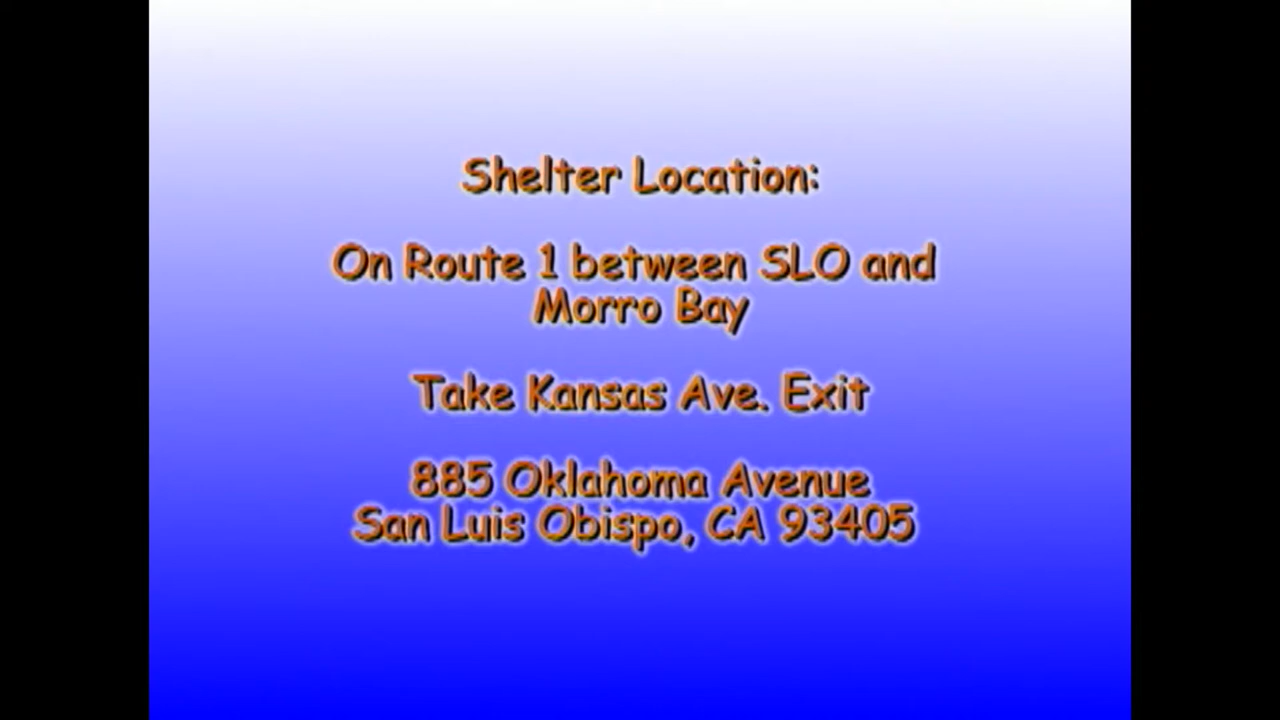 Shelter Location:
On Route 1 between SLO and
Morro Bay
Take Kansas Ave. Exit
885 Oklahoma Avenue
San Luis Obispo, CA 93405